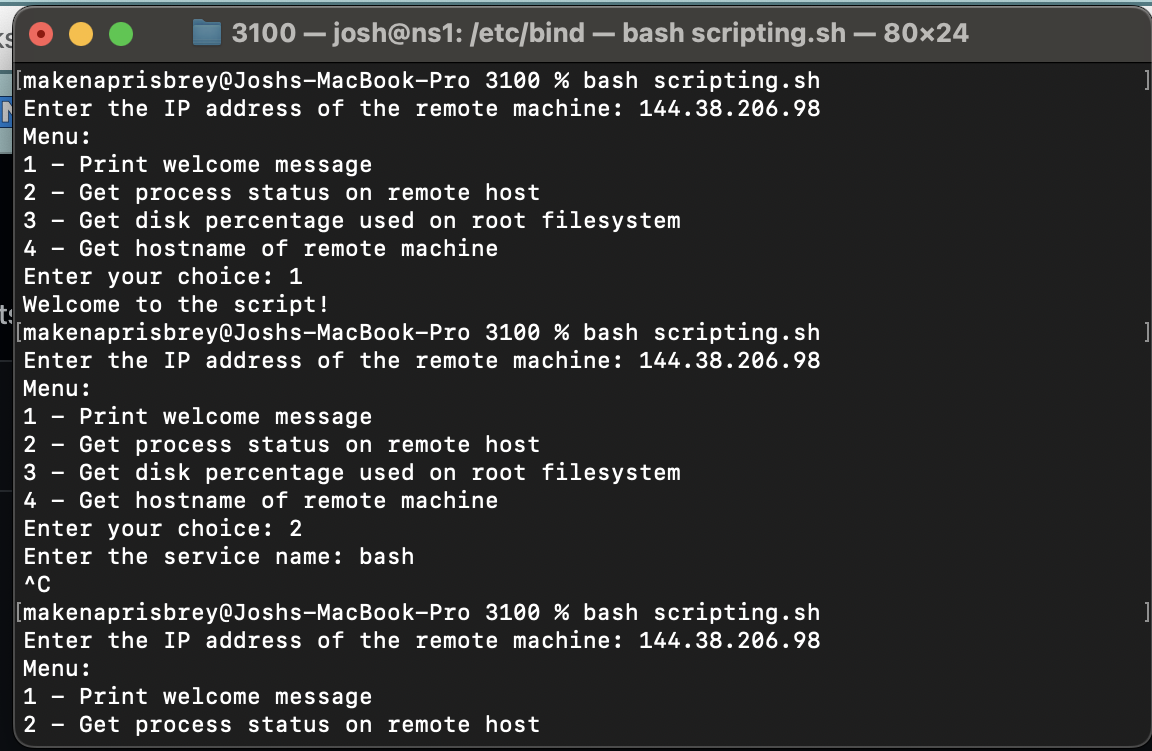 3100 — josh@ns1: /etc/bind — bash scripting.sh — 80×24
[makenaprisbrey@Joshs-MacBook-Pro 3100 % bash scripting.sh ]
Enter the IP address of the remote machine: 144.38.206.98
Menu:
1 - Print welcome message
2 - Get process status on remote host
3 - Get disk percentage used on root filesystem
4 - Get hostname of remote machine
Enter your choice: 1
Welcome to the script!
[makenaprisbrey@Joshs-MacBook-Pro 3100 % bash scripting.sh ]
Enter the IP address of the remote machine: 144.38.206.98
Menu:
1 - Print welcome message
2 - Get process status on remote host
3 - Get disk percentage used on root filesystem
4 - Get hostname of remote machine
Enter your choice: 2
Enter the service name: bash
^C
[makenaprisbrey@Joshs-MacBook-Pro 3100 % bash scripting.sh ]
Enter the IP address of the remote machine: 144.38.206.98
Menu:
1 - Print welcome message
2 - Get process status on remote host